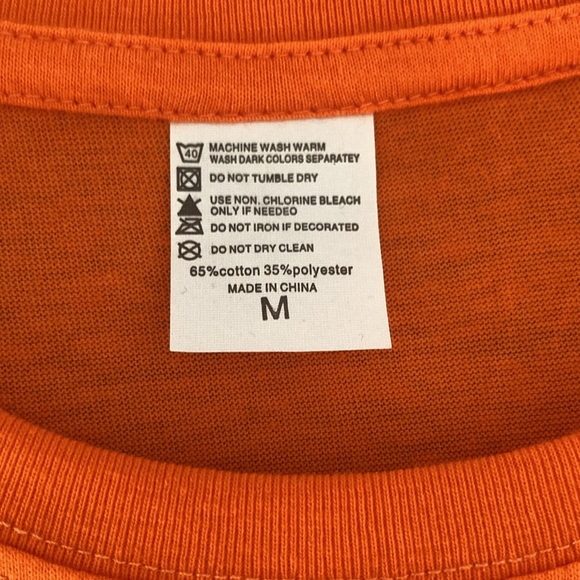 40 MACHINE WASH WARM
WASH DARK COLORS SEPARATEY
DO NOT TUMBLE DRY
USE NON. CHLORINE BLEACH
ONLY IF NEEDEO
DO NOT IRON IF DECORATED
DO NOT DRY CLEAN
65%cotton 35%polyester
MADE IN CHINA
M